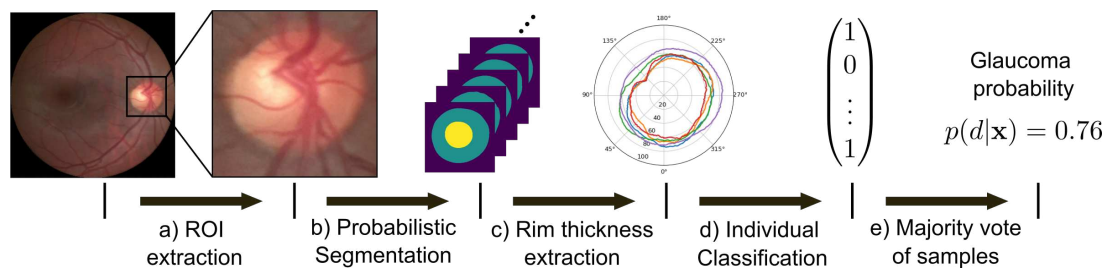 180°
135°
225°
90°
270°
20
40
60
80
100
45°
315°
0°
1
0
⋮
1
Glaucoma
probability
p(d|x) = 0.76
a) ROI
extraction
b) Probabilistic
Segmentation
c) Rim thickness
extraction
d) Individual
Classification
e) Majority vote
of samples